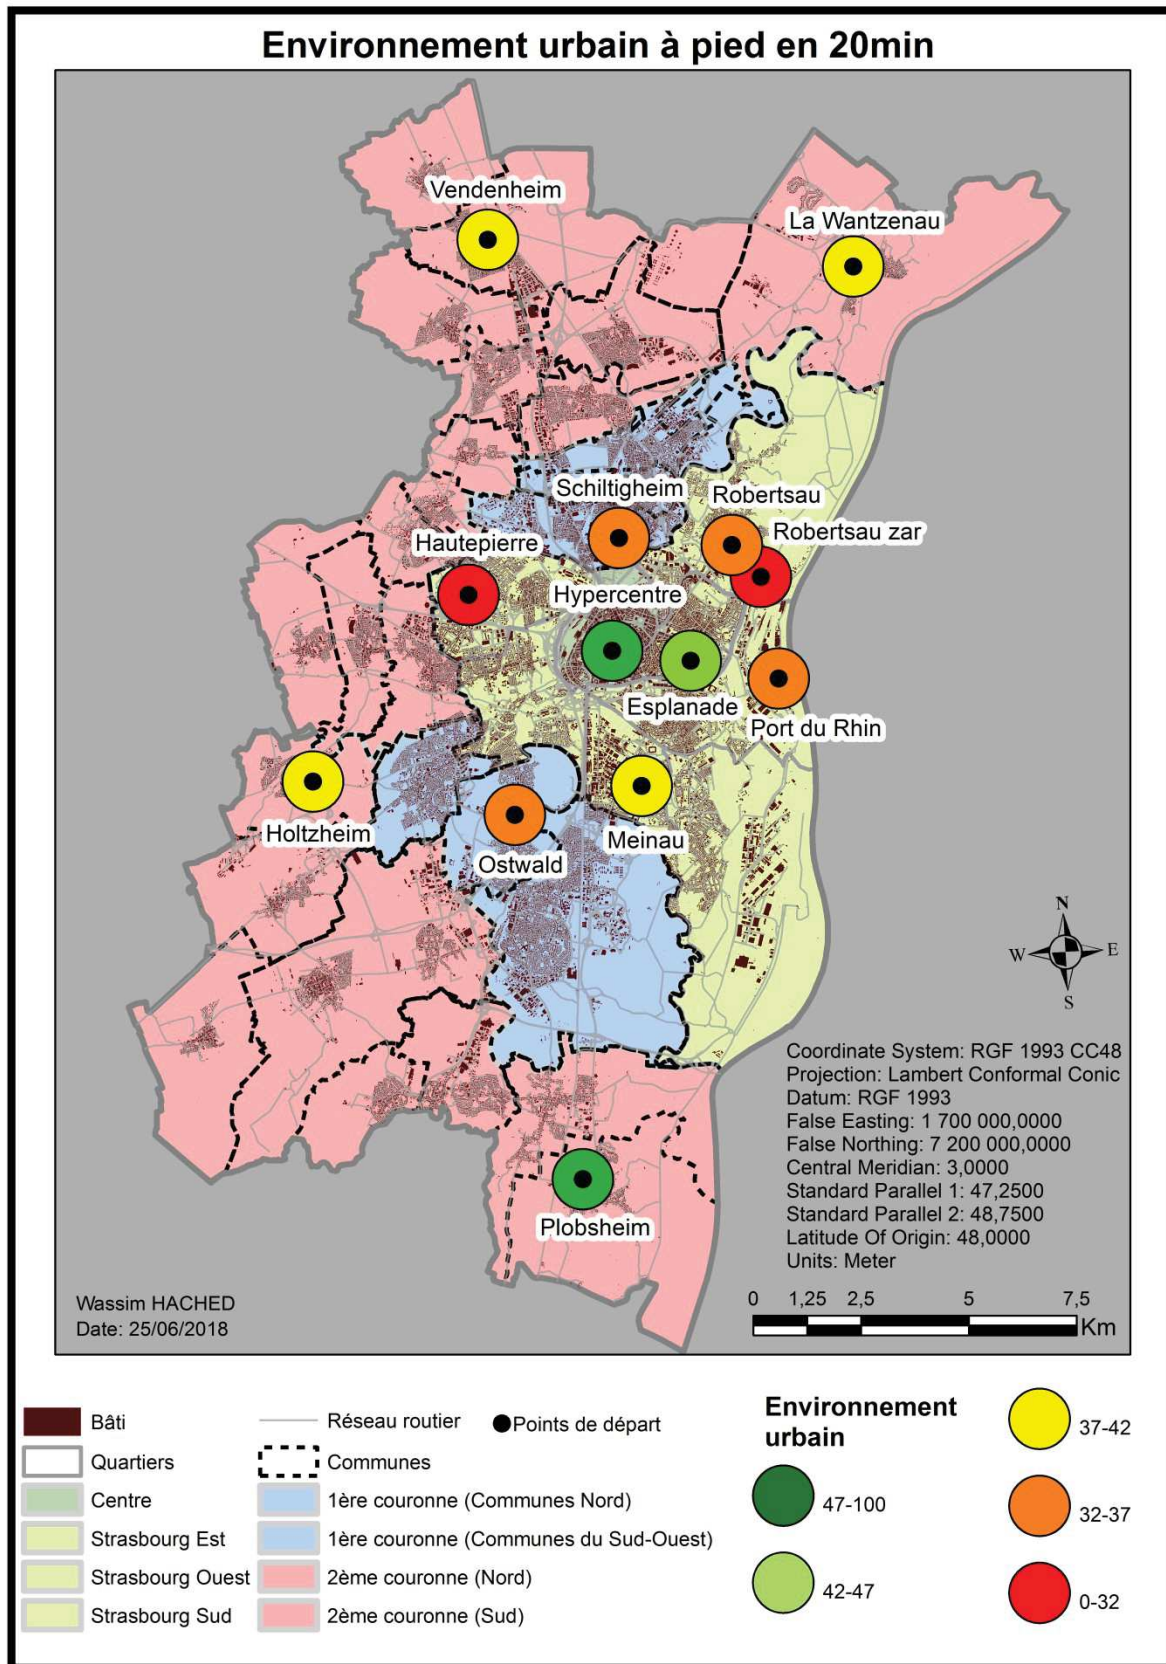 Environnement urbain à pied en 20min
Vendenheim
La Wantzenau
Schiltigheim
Robertsau
Robertsau zar
Hautepierre
Hypercentre
Esplanade
Port du Rhin
Holtzheim
Ostwald
Meinau
Plobsheim
N
W
E
S
Coordinate System: RGF 1993 CC48
Projection: Lambert Conformal Conic
Datum: RGF 1993
False Easting: 1 700 000,0000
False Northing: 7 200 000,0000
Central Meridian: 3,0000
Standard Parallel 1: 47,2500
Standard Parallel 2: 48,7500
Latitude Of Origin: 48,0000
Units: Meter
Wassim HACHED
Date: 25/06/2018
0 1,25 2,5 5 7,5
Km
Bâti
Quartiers
Centre
Strasbourg Est
Strasbourg Ouest
Strasbourg Sud
Réseau routier
Communes
1ère couronne (Communes Nord)
1ère couronne (Communes du Sud-Ouest)
2ème couronne (Nord)
2ème couronne (Sud)
Points de départ
Environnement
urbain
47-100
42-47
37-42
32-37
0-32